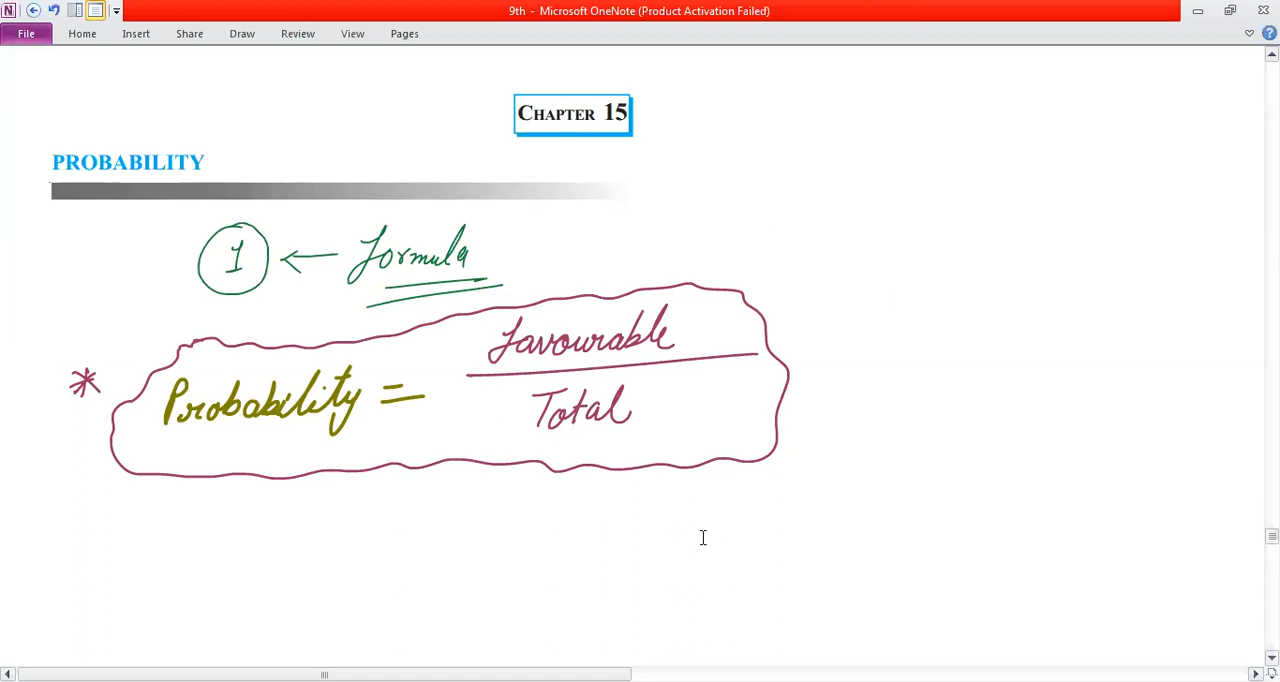 9th - Microsoft OneNote (Product Activation Failed)
File Home Insert Share Draw Review View Pages
CHAPTER 15
PROBABILITY
1 ← formula
* Probability = favourable
Total